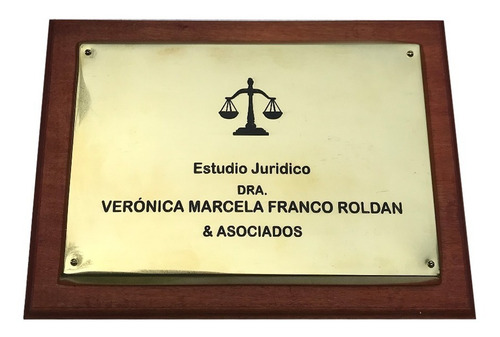 Estudio Juridico
DRA.
VERÓNICA MARCELA FRANCO ROLDAN
& ASOCIADOS